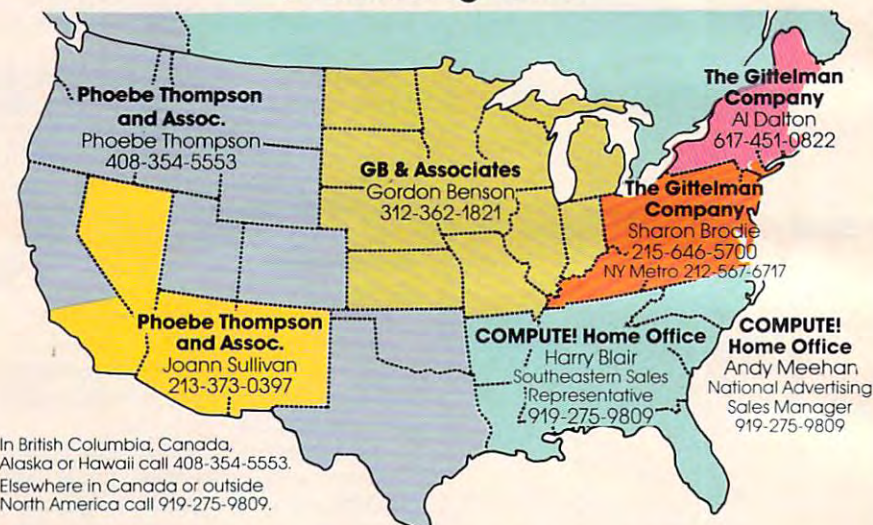 Phoebe Thompson
and Assoc.
Phoebe Thompson
408-354-5553
GB & Associates
Gordon Benson
312-362-1821
The Gittelman
Company
Al Dalton
617-451-0822
The Gittelman
Company
Sharon Brodie
215-646-5700
NY Metro 212-567-6717
Phoebe Thompson
and Assoc.
Joann Sullivan
213-373-0397
COMPUTE! Home Office
Harry Blair
Southeastern Sales
Representative
919-275-9809
COMPUTE!
Home Office
Andy Meehan
National Advertising
Sales Manager
919-275-9809
In British Columbia, Canada,
Alaska or Hawaii call 408-354-5553.
Elsewhere in Canada or outside
North America call 919-275-9809.